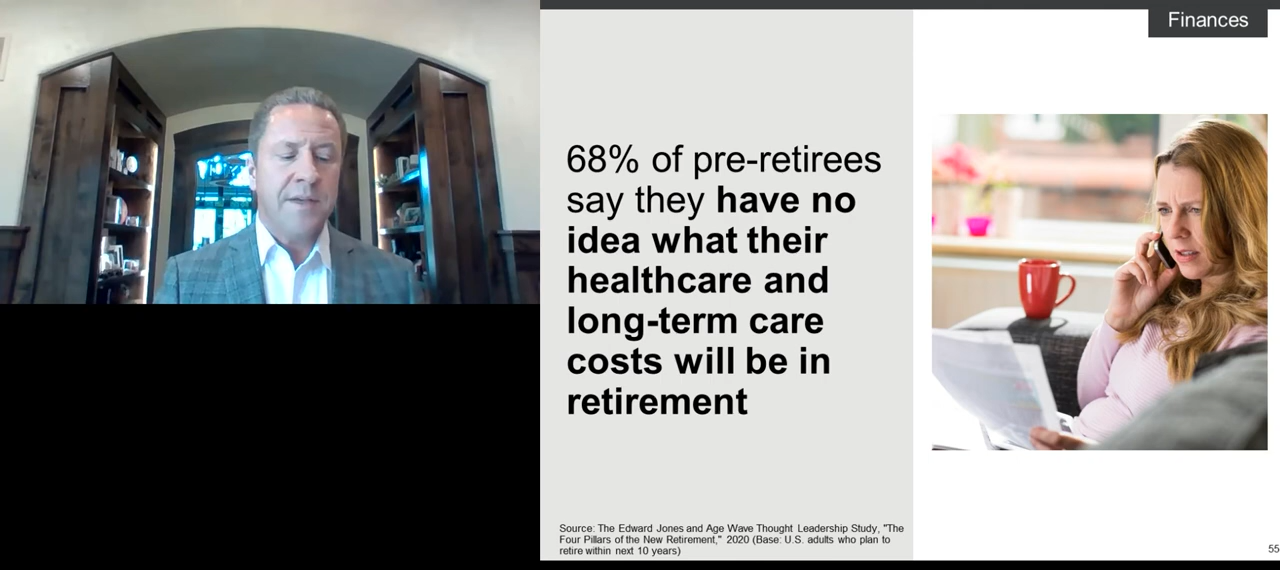 Finances
68% of pre-retirees
say they have no
idea what their
healthcare and
long-term care
costs will be in
retirement
Source: The Edward Jones and Age Wave Thought Leadership Study, "The
Four Pillars of the New Retirement," 2020 (Base: U.S. adults who plan to
retire within next 10 years)
55